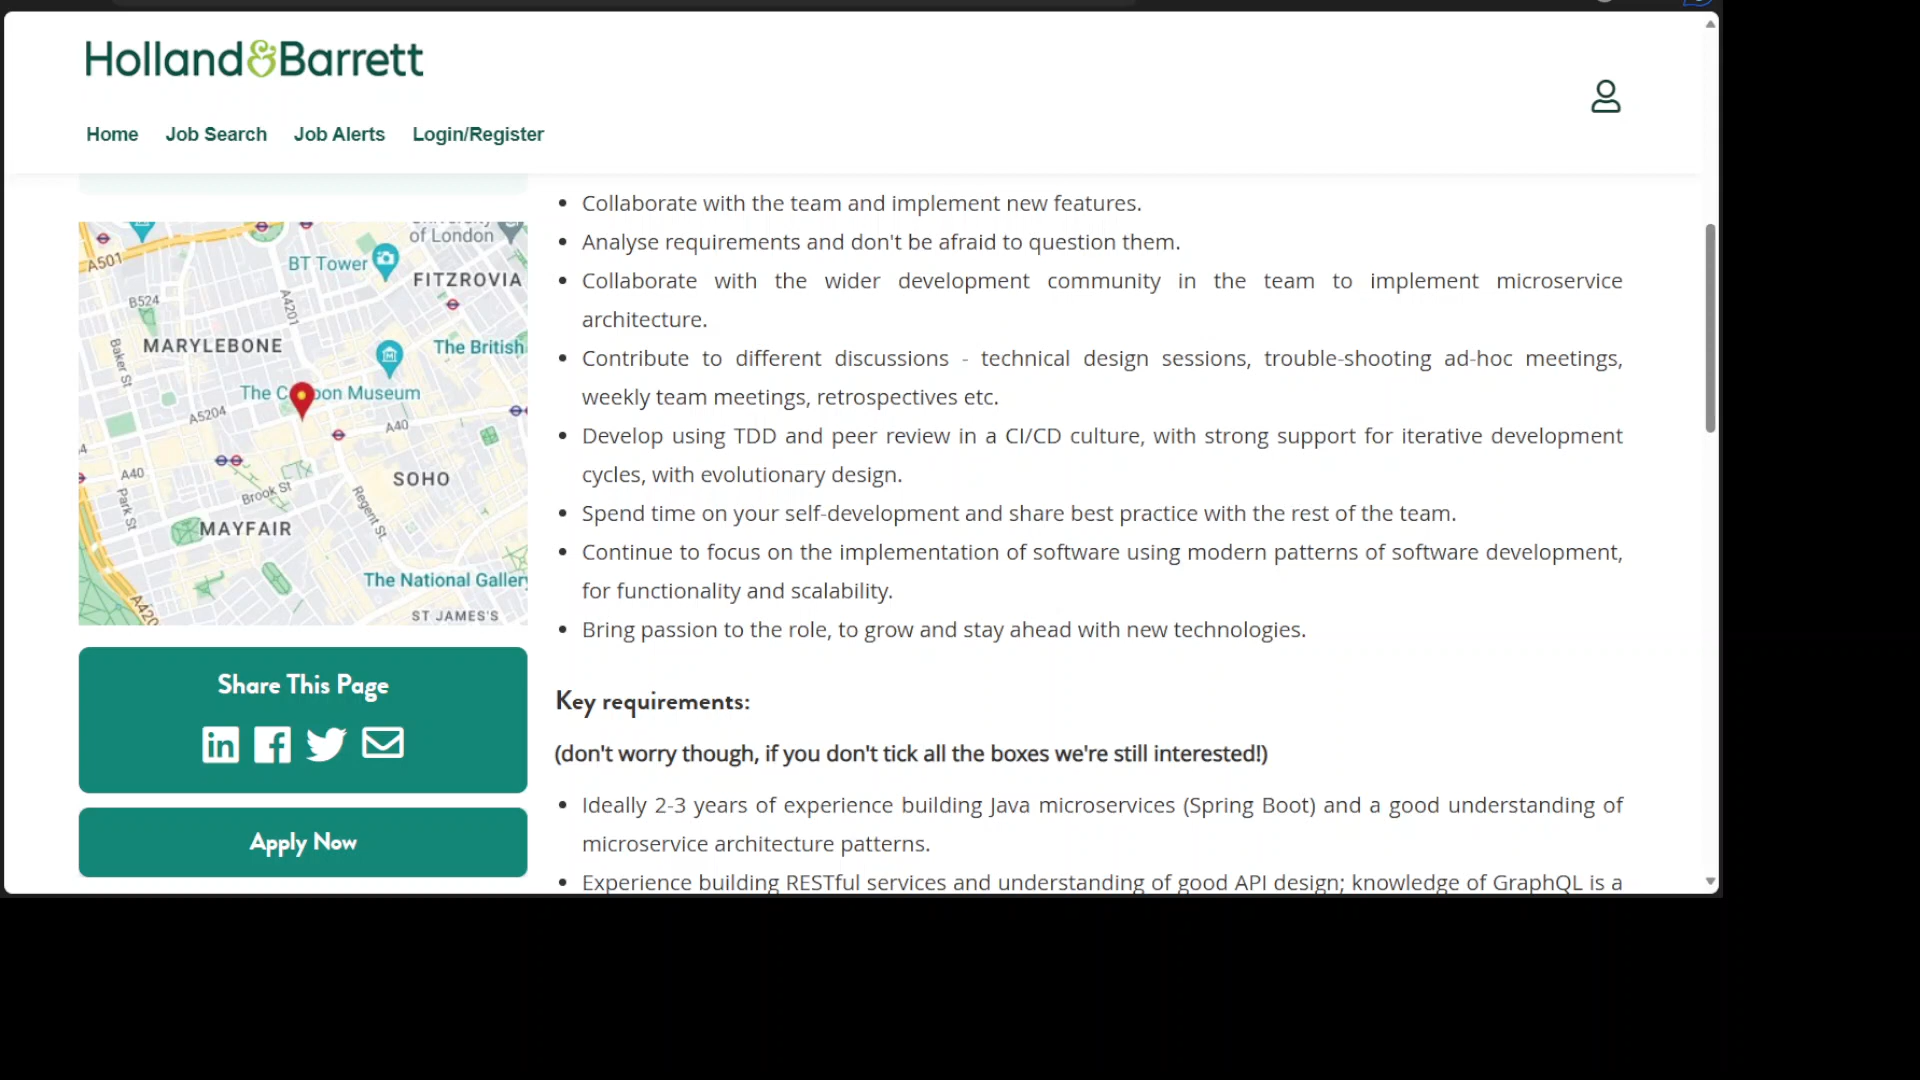 Holland&Barrett
Home Job Search Job Alerts Login/Register
of London
BT Tower
A501
FITZROVIA
B524
A4201
MARYLEBONE
The British
Baker St
The C
oon Museum
A5204
A40
SOHO
A40
Brook St
Park St
Regent St.
MAYFAIR
The National Galler
A420
ST JAMES'S
Share This Page
Apply Now
• Collaborate with the team and implement new features.
• Analyse requirements and don't be afraid to question them.
• Collaborate with the wider development community in the team to implement microservice
architecture.
• Contribute to different discussions - technical design sessions, trouble-shooting ad-hoc meetings,
weekly team meetings, retrospectives etc.
• Develop using TDD and peer review in a CI/CD culture, with strong support for iterative development
cycles, with evolutionary design.
• Spend time on your self-development and share best practice with the rest of the team.
• Continue to focus on the implementation of software using modern patterns of software development,
for functionality and scalability.
• Bring passion to the role, to grow and stay ahead with new technologies.
Key requirements:
(don't worry though, if you don't tick all the boxes we're still interested!)
• Ideally 2-3 years of experience building Java microservices (Spring Boot) and a good understanding of
microservice architecture patterns.
• Experience building RESTful services and understanding of good API design; knowledge of GraphQL is a